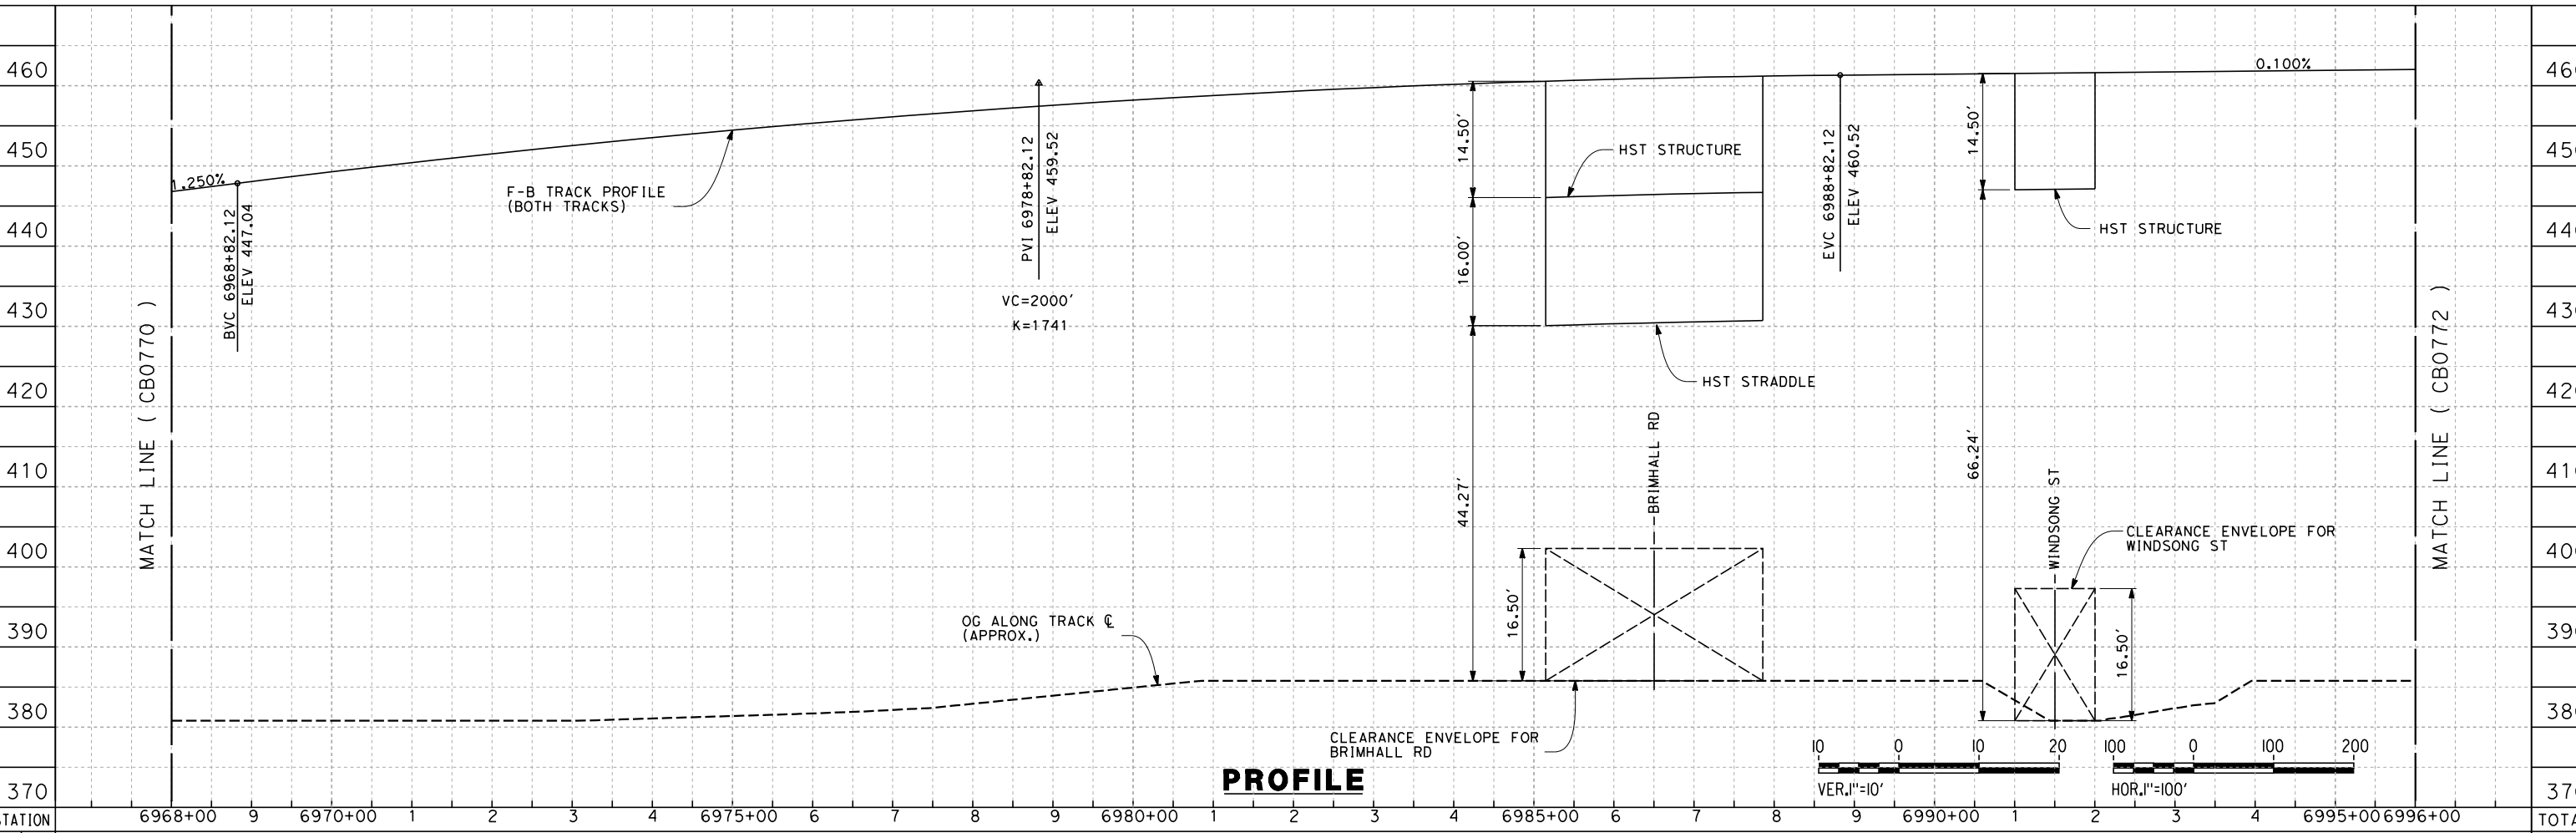 460
450
440
430
420
410
400
390
380
370
STATION
MATCH LINE ( CB0770 )
1.250%
BVC 6968+82.12
ELEV 447.04
F-B TRACK PROFILE
(BOTH TRACKS)
PVI 6978+82.12
ELEV 459.52
VC=2000'
K=1741
OG ALONG TRACK ℄
(APPROX.)
14.50'
16.00'
44.27'
HST STRUCTURE
HST STRADDLE
BRIMHALL RD
16.50'
CLEARANCE ENVELOPE FOR
BRIMHALL RD
EVC 6988+82.12
ELEV 460.52
14.50'
66.24'
HST STRUCTURE
WINDSONG ST
CLEARANCE ENVELOPE FOR
WINDSONG ST
16.50'
0.100%
MATCH LINE ( CB0772 )
PROFILE
10 0 10 20
VER.1"=10'
100 0 100 200
HOR.1"=100'
6968+00 9 6970+00 1 2 3 4 6975+00 6 7 8 9 6980+00 1 2 3 4 6985+00 6 7 8 9 6990+00 1 2 3 4 6995+00 6996+00